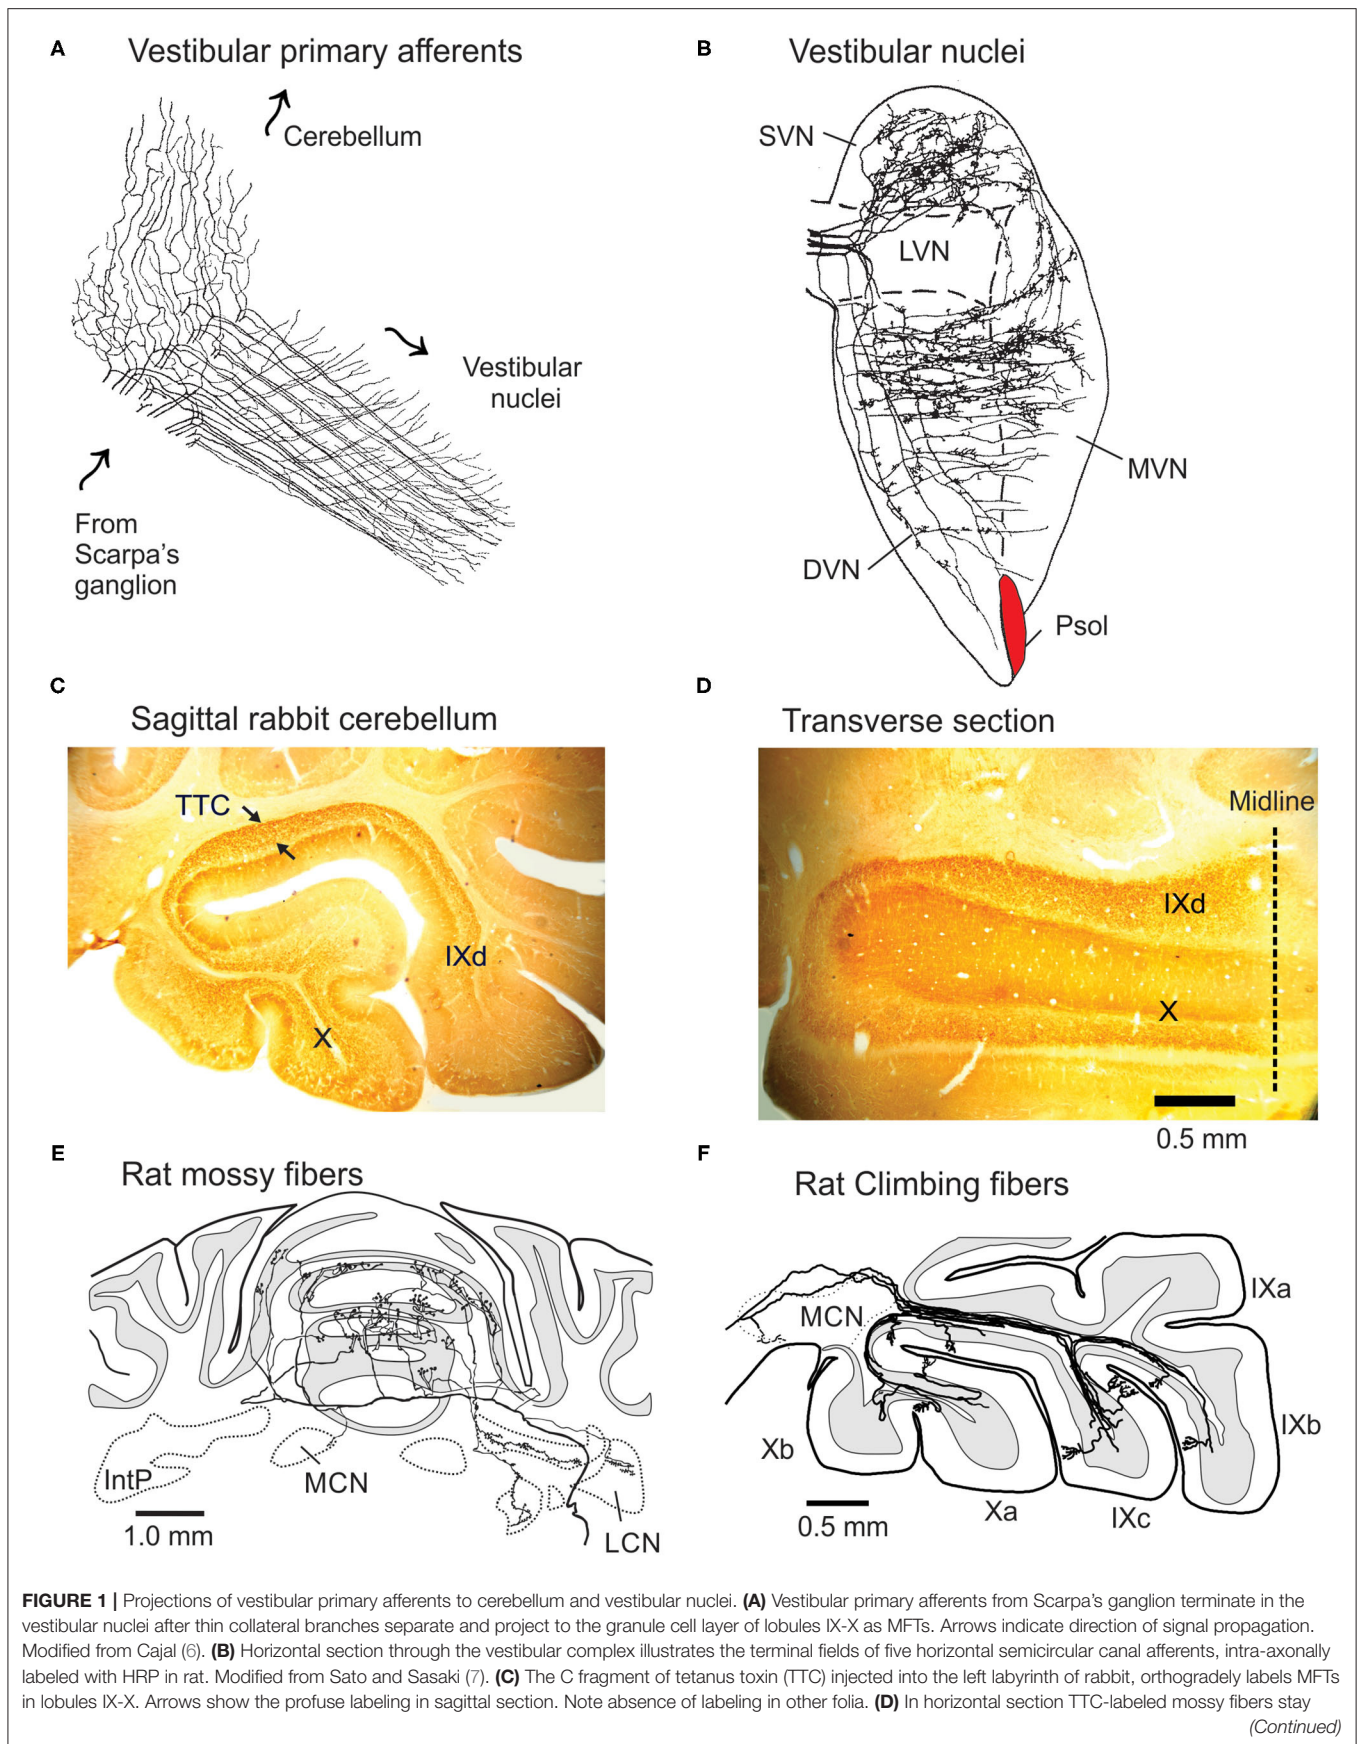 A
Vestibular primary afferents
Cerebellum
Vestibular
nuclei
From
Scarpa's
ganglion
B
Vestibular nuclei
SVN
LVN
MVN
DVN
Psol
C
Sagittal rabbit cerebellum
TTC
IXd
X
D
Transverse section
Midline
IXd
X
0.5 mm
E
Rat mossy fibers
IntP
MCN
LCN
1.0 mm
F
Rat Climbing fibers
MCN
IXa
IXb
Xb
Xa
IXc
0.5 mm
FIGURE 1 | Projections of vestibular primary afferents to cerebellum and vestibular nuclei. (A) Vestibular primary afferents from Scarpa's ganglion terminate in the
vestibular nuclei after thin collateral branches separate and project to the granule cell layer of lobules IX-X as MFTs. Arrows indicate direction of signal propagation.
Modified from Cajal (6). (B) Horizontal section through the vestibular complex illustrates the terminal fields of five horizontal semicircular canal afferents, intra-axonally
labeled with HRP in rat. Modified from Sato and Sasaki (7). (C) The C fragment of tetanus toxin (TTC) injected into the left labyrinth of rabbit, orthogradely labels MFTs
in lobules IX-X. Arrows show the profuse labeling in sagittal section. Note absence of labeling in other folia. (D) In horizontal section TTC-labeled mossy fibers stay
(Continued)